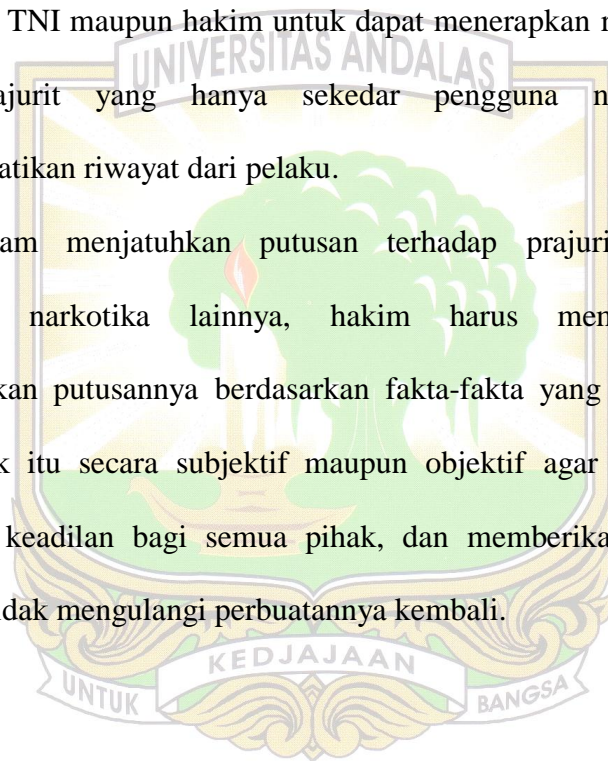 TNI maupun hakim untuk dapat menerapkan
UNIVERSITAS ANDALAS
ajurit yang hanya sekedar pengguna n
atikan riwayat dari pelaku.
am menjatuhkan putusan terhadap prajuri
narkotika lainnya, hakim harus men
kan putusannya berdasarkan fakta-fakta yang
k itu secara subjektif maupun objektif agar
keadilan bagi semua pihak, dan memberika
idak mengulangi perbuatannya kembali.
KEDJAJAAN
UNTUK BANGSA